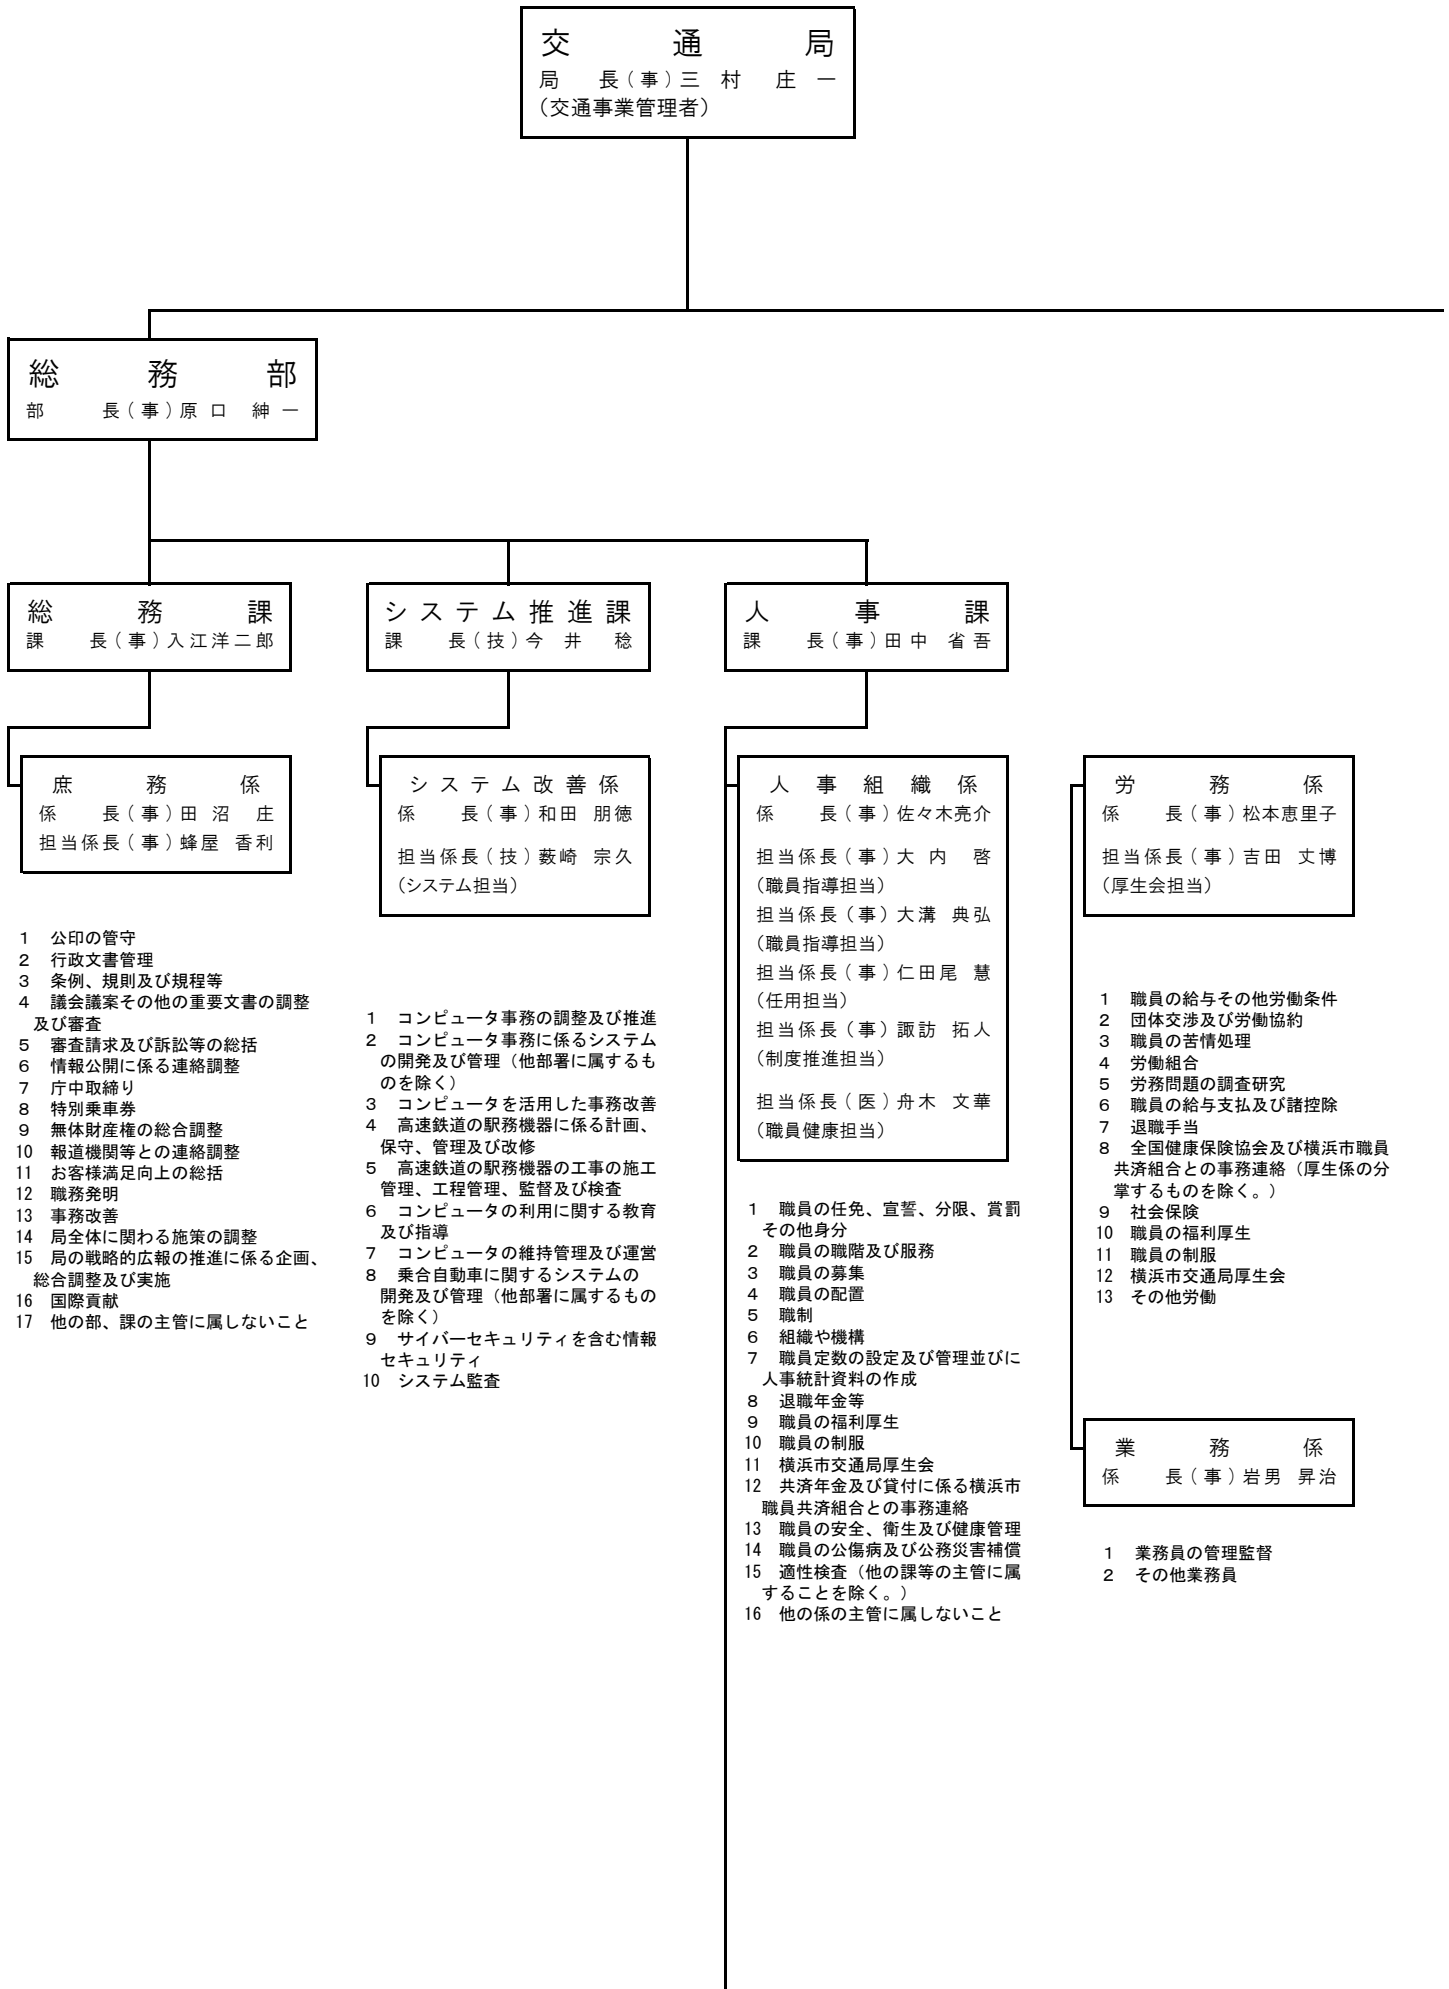 交通局
局長(事)三村 庄一
(交通事業管理者)
総務部
部長(事)原口 紳一
総務課
課長(事)入江洋二郎
システム推進課
課長(技)今井 稔
人事課
課長(事)田中 省吾
庶務係
係長(事)田沼 庄
担当係長(事)蜂屋 香利
1 公印の管守
2 行政文書管理
3 条例、規則及び規程等
4 議会議案その他の重要文書の調整
及び審査
5 審査請求及び訴訟等の総括
6 情報公開に係る連絡調整
7 庁中取締り
8 特別乗車券
9 無体財産権の総合調整
10 報道機関等との連絡調整
11 お客様満足向上の総括
12 職務発明
13 事務改善
14 局全体に関わる施策の調整
15 局の戦略的広報の推進に係る企画、
総合調整及び実施
16 国際貢献
17 他の部、課の主管に属しないこと
システム改善係
係長(事)和田 朋徳
担当係長(技)薮崎 宗久
(システム担当)
1 コンピュータ事務の調整及び推進
2 コンピュータ事務に係るシステム
の開発及び管理(他部署に属するも
のを除く)
3 コンピュータを活用した事務改善
4 高速鉄道の駅務機器に係る計画、
保守、管理及び改修
5 高速鉄道の駅務機器の工事の施工
管理、工程管理、監督及び検査
6 コンピュータの利用に関する教育
及び指導
7 コンピュータの維持管理及び運営
8 乗合自動車に関するシステムの
開発及び管理(他部署に属するもの
を除く)
9 サイバーセキュリティを含む情報
セキュリティ
10 システム監査
人事組織係
係長(事)佐々木亮介
担当係長(事)大内 啓
(職員指導担当)
担当係長(事)大溝 典弘
(職員指導担当)
担当係長(事)仁田尾 慧
(任用担当)
担当係長(事)諏訪 拓人
(制度推進担当)
担当係長(医)舟木 文華
(職員健康担当)
1 職員の任免、宣誓、分限、賞罰
その他身分
2 職員の職階及び服務
3 職員の募集
4 職員の配置
5 職制
6 組織や機構
7 職員定数の設定及び管理並びに
人事統計資料の作成
8 退職年金等
9 職員の福利厚生
10 職員の制服
11 横浜市交通局厚生会
12 共済年金及び貸付に係る横浜市
職員共済組合との事務連絡
13 職員の安全、衛生及び健康管理
14 職員の公傷病及び公務災害補償
15 適性検査(他の課等の主管に属
することを除く。)
16 他の係の主管に属しないこと
労務係
係長(事)松本恵里子
担当係長(事)吉田 丈博
(厚生会担当)
1 職員の給与その他労働条件
2 団体交渉及び労働協約
3 職員の苦情処理
4 労働組合
5 労務問題の調査研究
6 職員の給与支払及び諸控除
7 退職手当
8 全国健康保険協会及び横浜市職員
共済組合との事務連絡(厚生係の分
掌するものを除く。)
9 社会保険
10 職員の福利厚生
11 職員の制服
12 横浜市交通局厚生会
13 その他労働
業務係
係長(事)岩男 昇治
1 業務員の管理監督
2 その他業務員